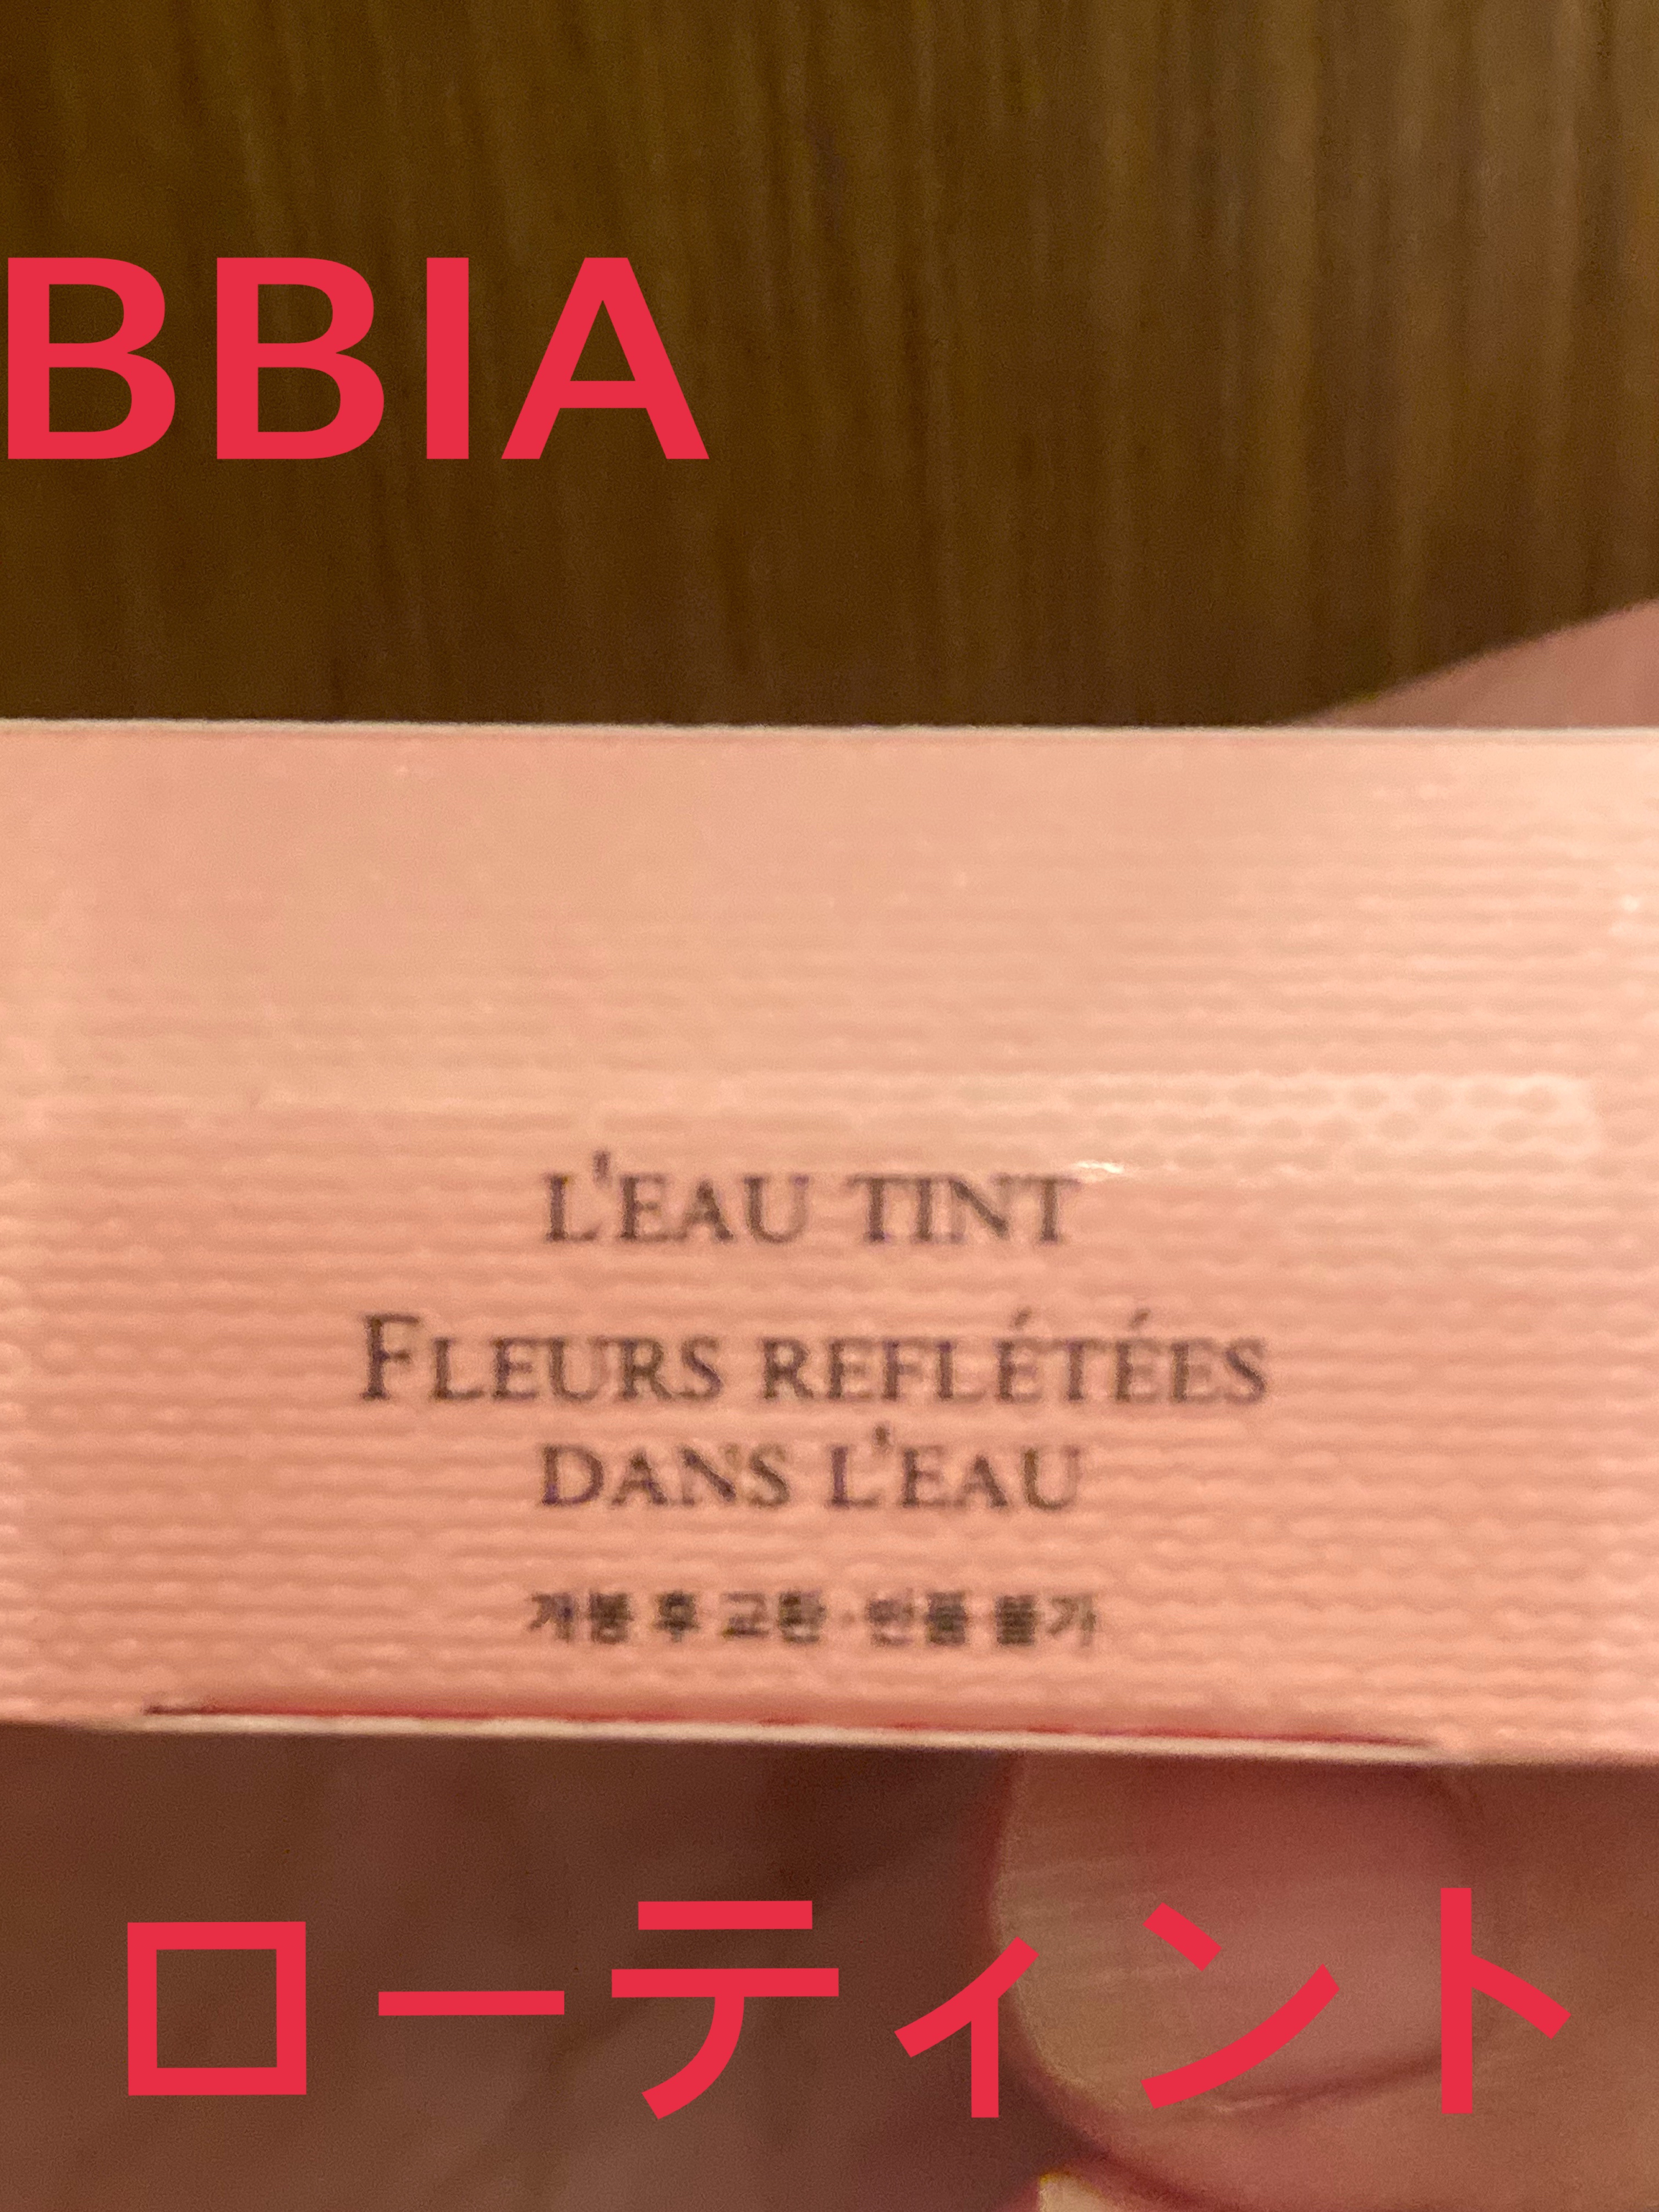 BBIA
L'EAU TINT
FLEURS REFLÉTÉES
DANS L'EAU
개봉 후 교환·반품 불가
ローティント